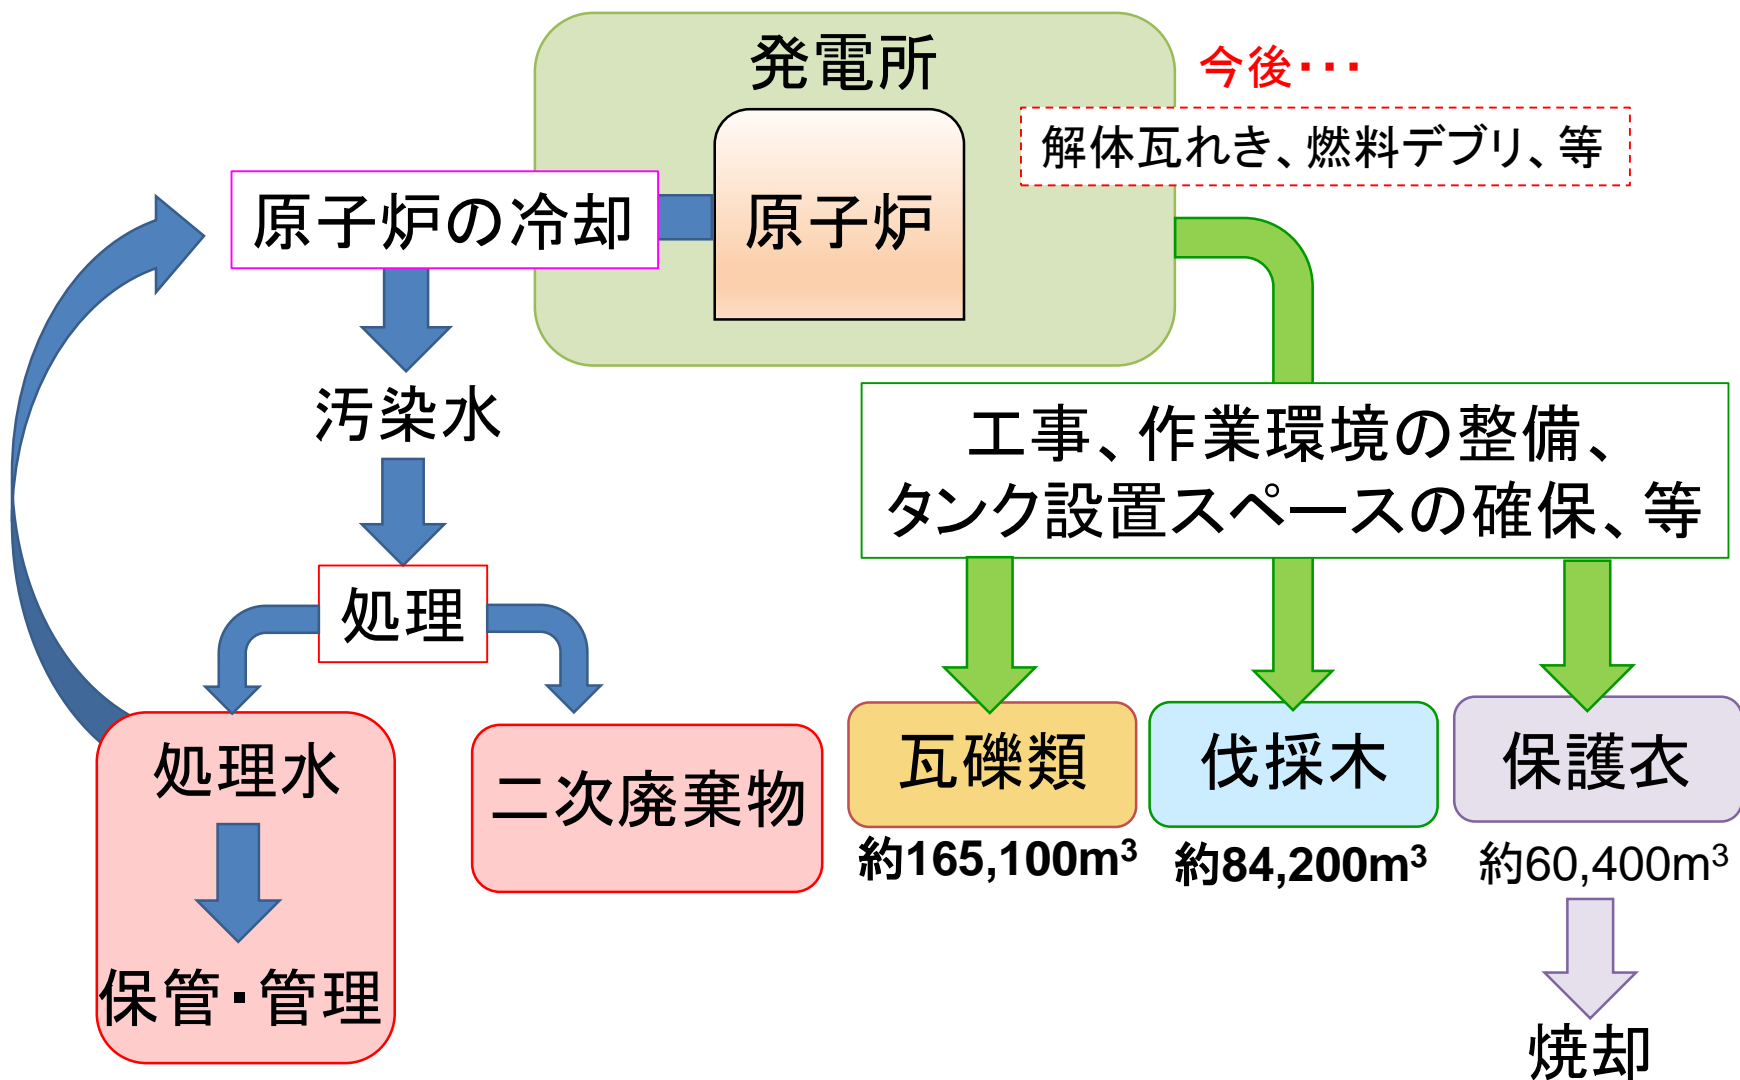 発電所
今後・・・
解体瓦れき、燃料デブリ、等
原子炉の冷却
原子炉
汚染水
工事、作業環境の整備、
タンク設置スペースの確保、等
処理
処理水
二次廃棄物
瓦礫類
伐採木
保護衣
約165,100m³
約84,200m³
約60,400m³
保管・管理
焼却